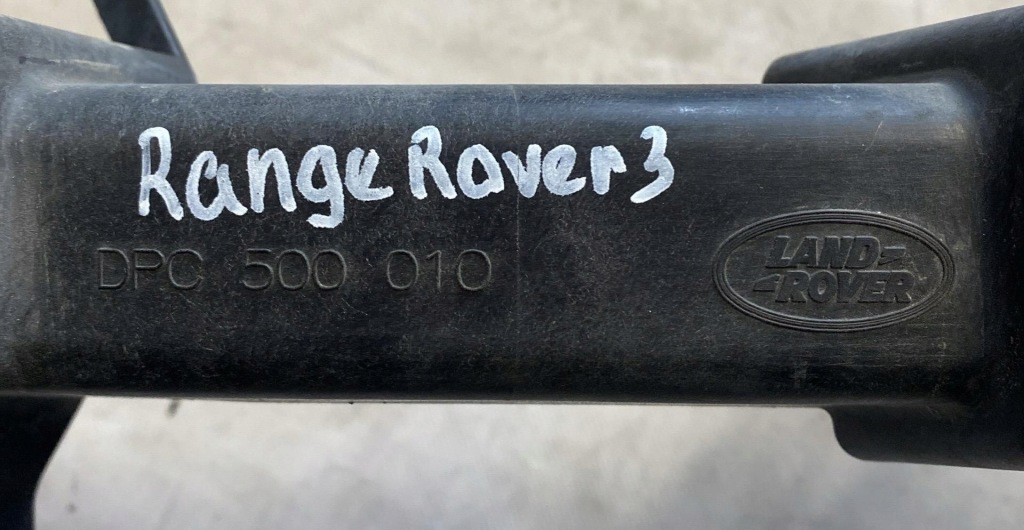 Range Rover 3
DPC 500 010
LAND-
-ROVER